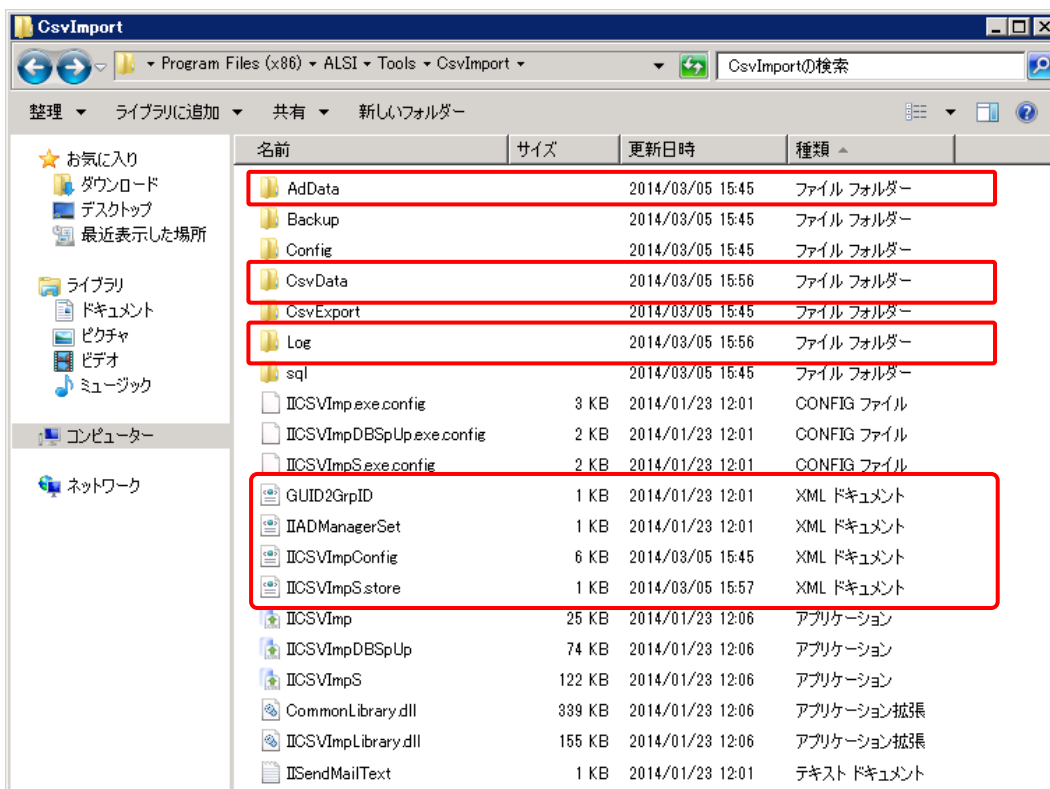 CsvImport
Program Files (x86) ALSI Tools CsvImport CsvImportの検索
整理 ライブラリに追加 共有 新しいフォルダー
お気に入り
ダウンロード
デスクトップ
最近表示した場所
ライブラリ
ドキュメント
ピクチャ
ビデオ
ミュージック
コンピューター
ネットワーク
名前 サイズ 更新日時 種類
AdData 2014/03/05 15:45 ファイル フォルダー
Backup 2014/03/05 15:45 ファイル フォルダー
Config 2014/03/05 15:45 ファイル フォルダー
CsvData 2014/03/05 15:56 ファイル フォルダー
CsvExport 2014/03/05 15:45 ファイル フォルダー
Log 2014/03/05 15:56 ファイル フォルダー
sql 2014/03/05 15:45 ファイル フォルダー
IICSVImp.exe.config 3 KB 2014/01/23 12:01 CONFIG ファイル
IICSVImpDBSpUp.exe.config 2 KB 2014/01/23 12:01 CONFIG ファイル
IICSVImpS.exe.config 2 KB 2014/01/23 12:01 CONFIG ファイル
GUID2GrpID 1 KB 2014/01/23 12:01 XML ドキュメント
IIADManagerSet 1 KB 2014/01/23 12:01 XML ドキュメント
IICSVImpConfig 6 KB 2014/03/05 15:45 XML ドキュメント
IICSVImpS.store 1 KB 2014/03/05 15:57 XML ドキュメント
IICSVImp 25 KB 2014/01/23 12:06 アプリケーション
IICSVImpDBSpUp 74 KB 2014/01/23 12:06 アプリケーション
IICSVImpS 122 KB 2014/01/23 12:06 アプリケーション
CommonLibrary.dll 339 KB 2014/01/23 12:06 アプリケーション拡張
IICSVImpLibrary.dll 155 KB 2014/01/23 12:06 アプリケーション拡張
IISendMailText 1 KB 2014/01/23 12:01 テキスト ドキュメント